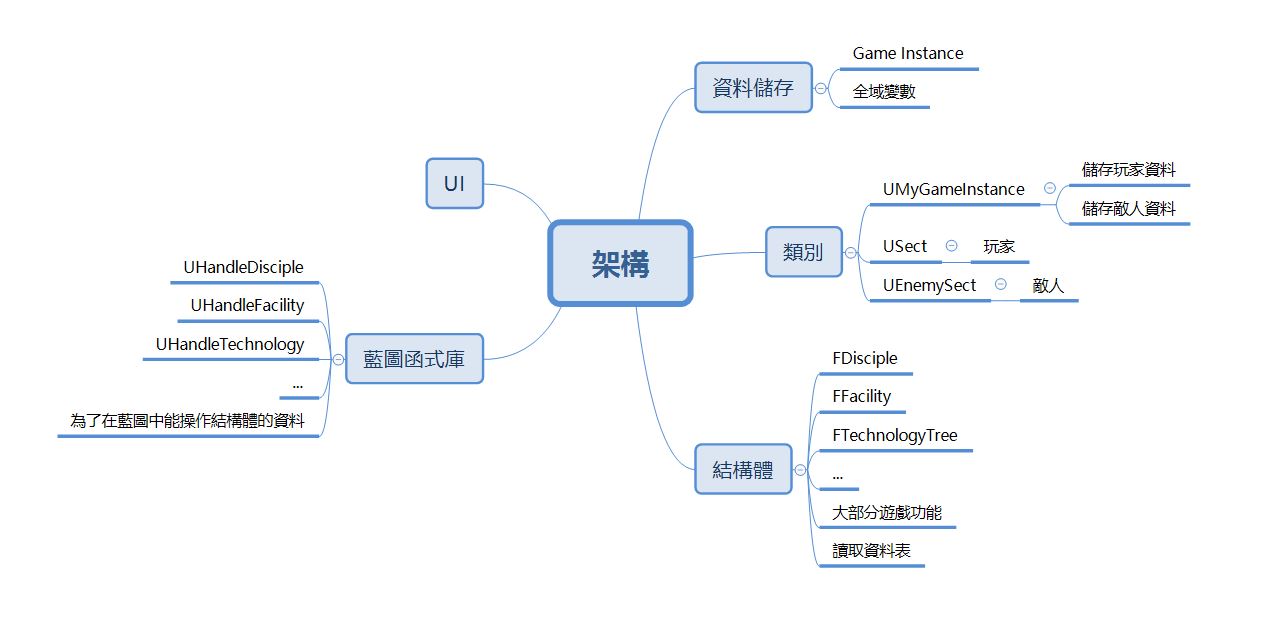 架構
資料儲存
Game Instance
全域變數
類別
UMyGameInstance
儲存玩家資料
儲存敵人資料
USect
玩家
UEnemySect
敵人
結構體
FDisciple
FFacility
FTechnologyTree
...
大部分遊戲功能
讀取資料表
UI
藍圖函式庫
UHandleDisciple
UHandleFacility
UHandleTechnology
...
為了在藍圖中能操作結構體的資料